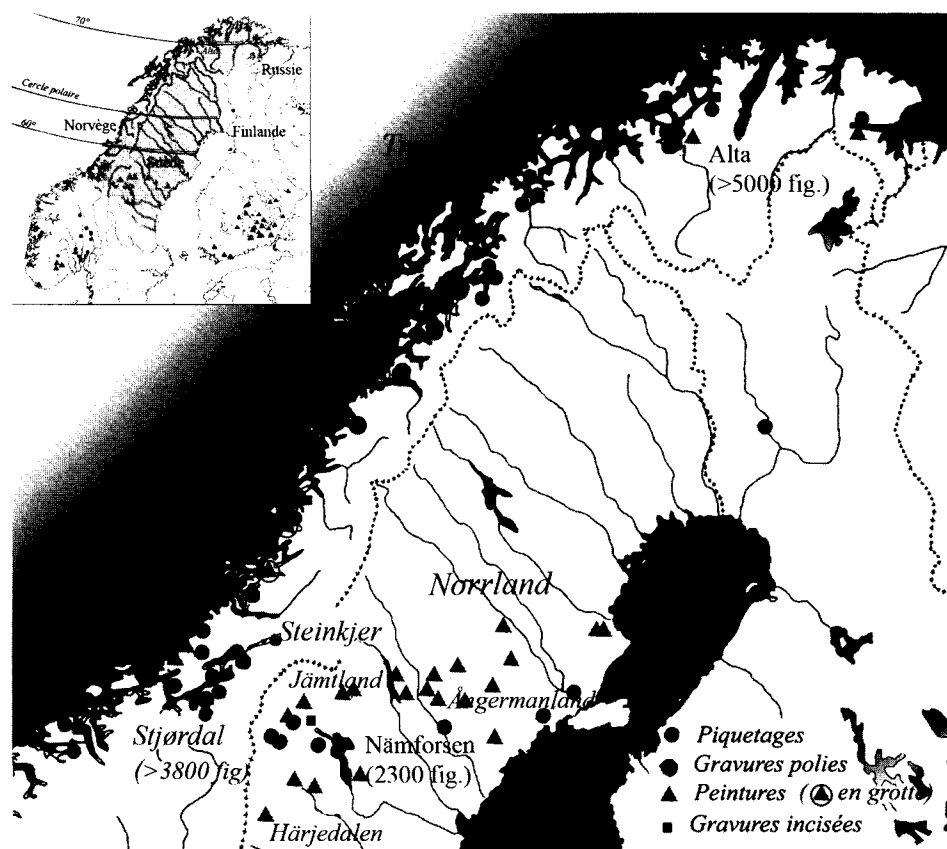 70°
Russie
Cercle polaire
60°
Norvège
Finlande
Suède
Alta
(>5000 fig.)
Norrland
Steinkjer
Jämtland
Ångermanland
Stjørdal
(>3800 fig)
Nämforsen
(2300 fig.)
Härjedalen
Piquetages
Gravures polies
Peintures ( en grotte)
Gravures incisées